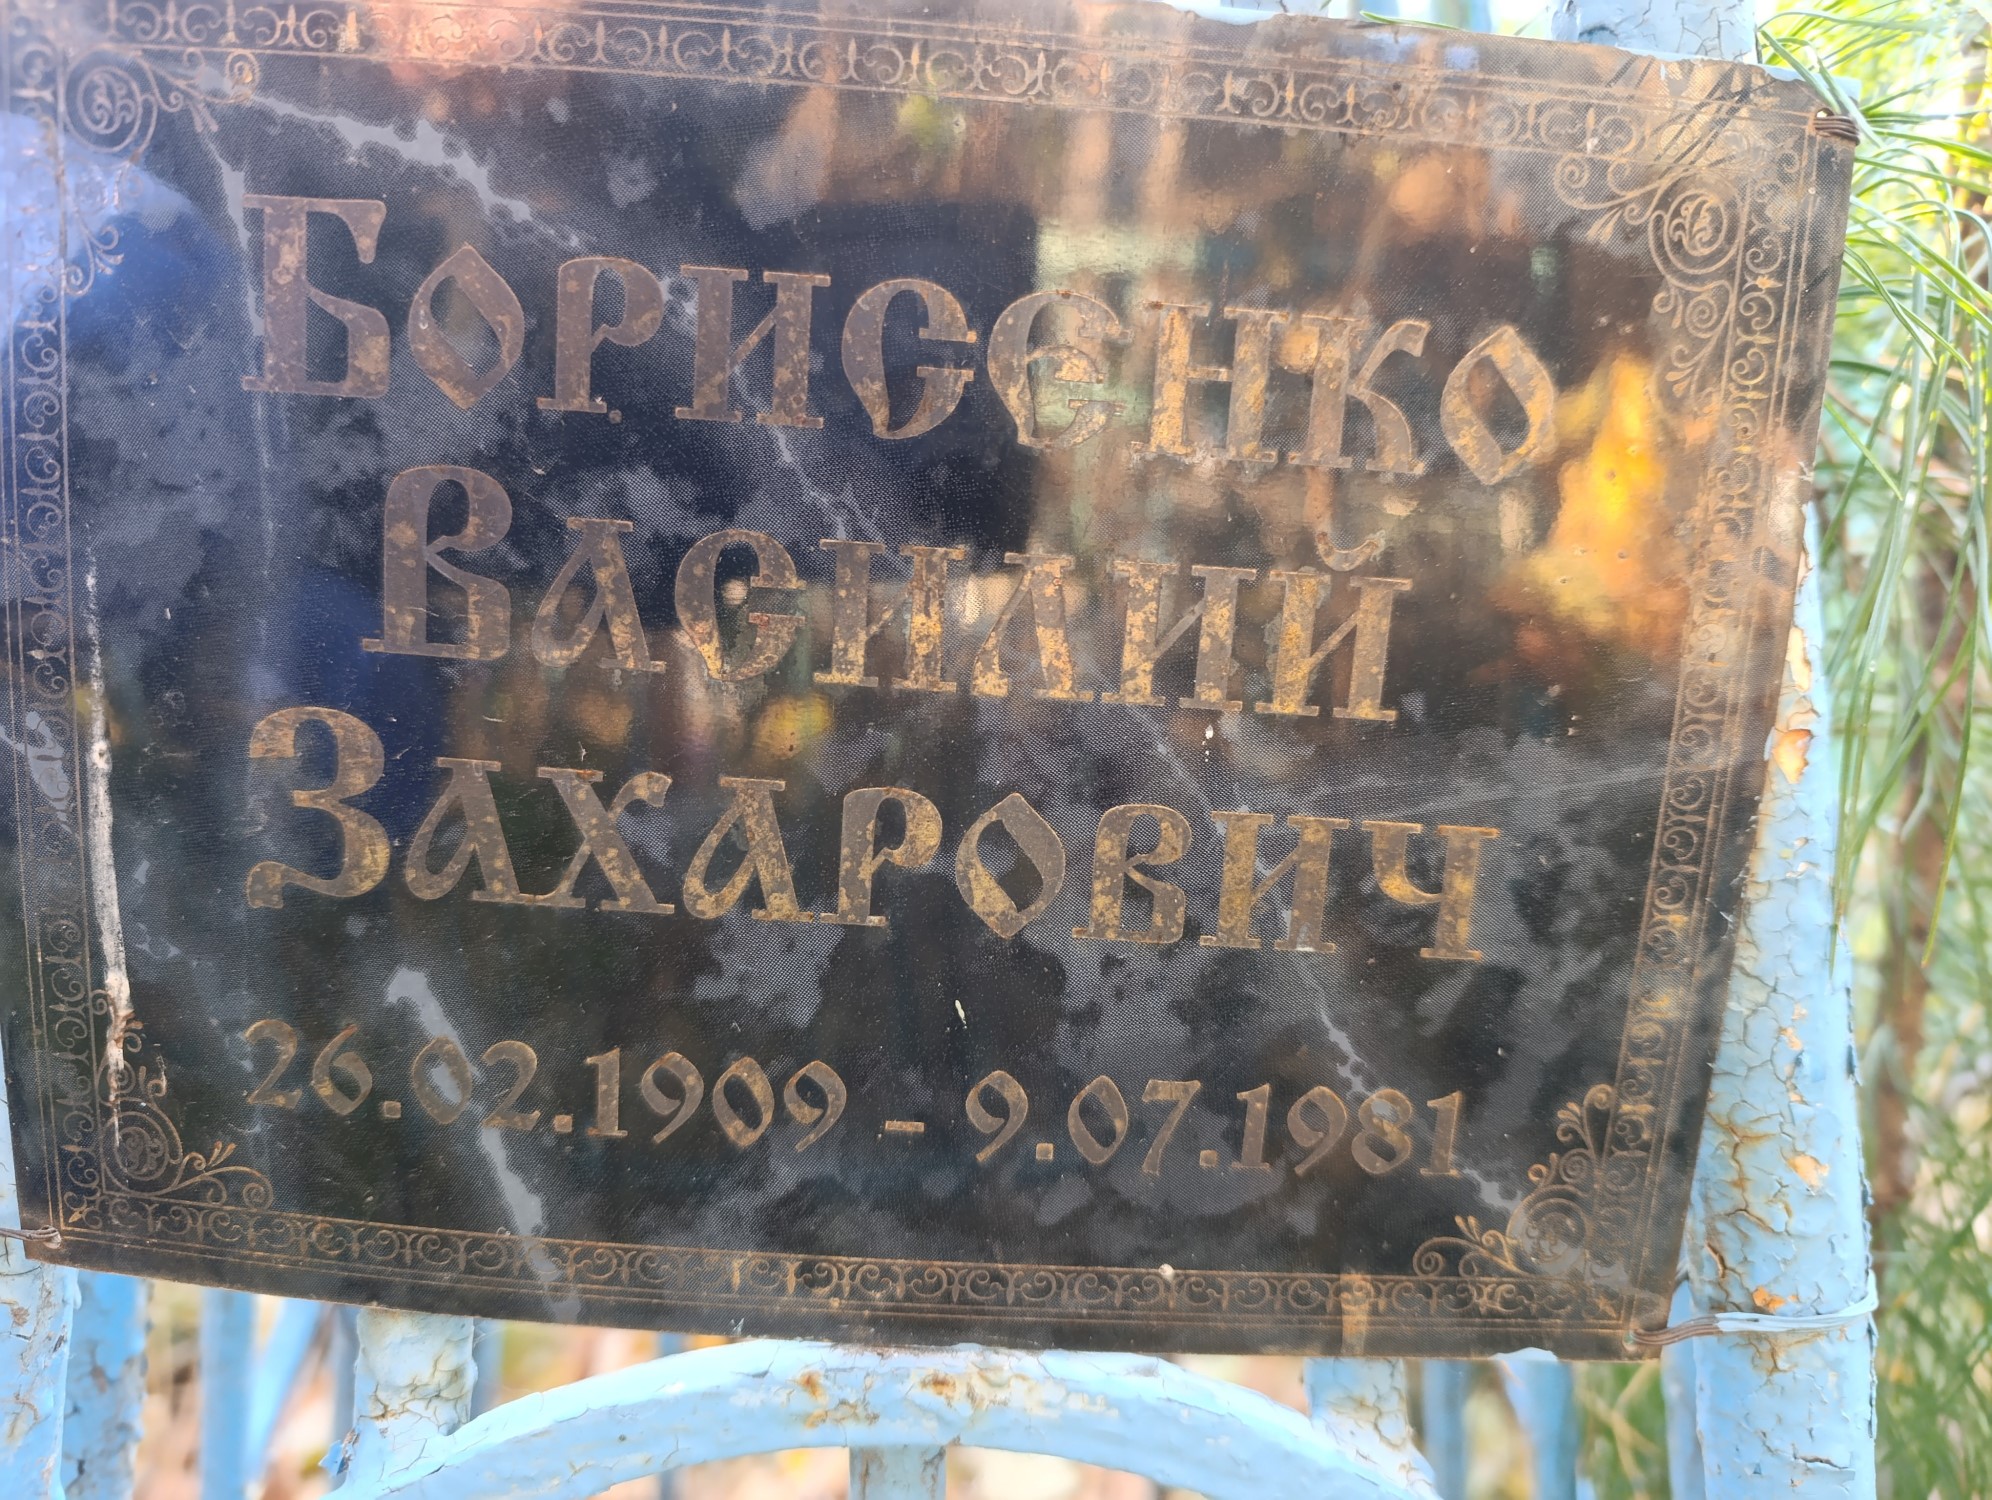 Борисенко
Василий
Захарович
26.02.1909 - 9.07.1981